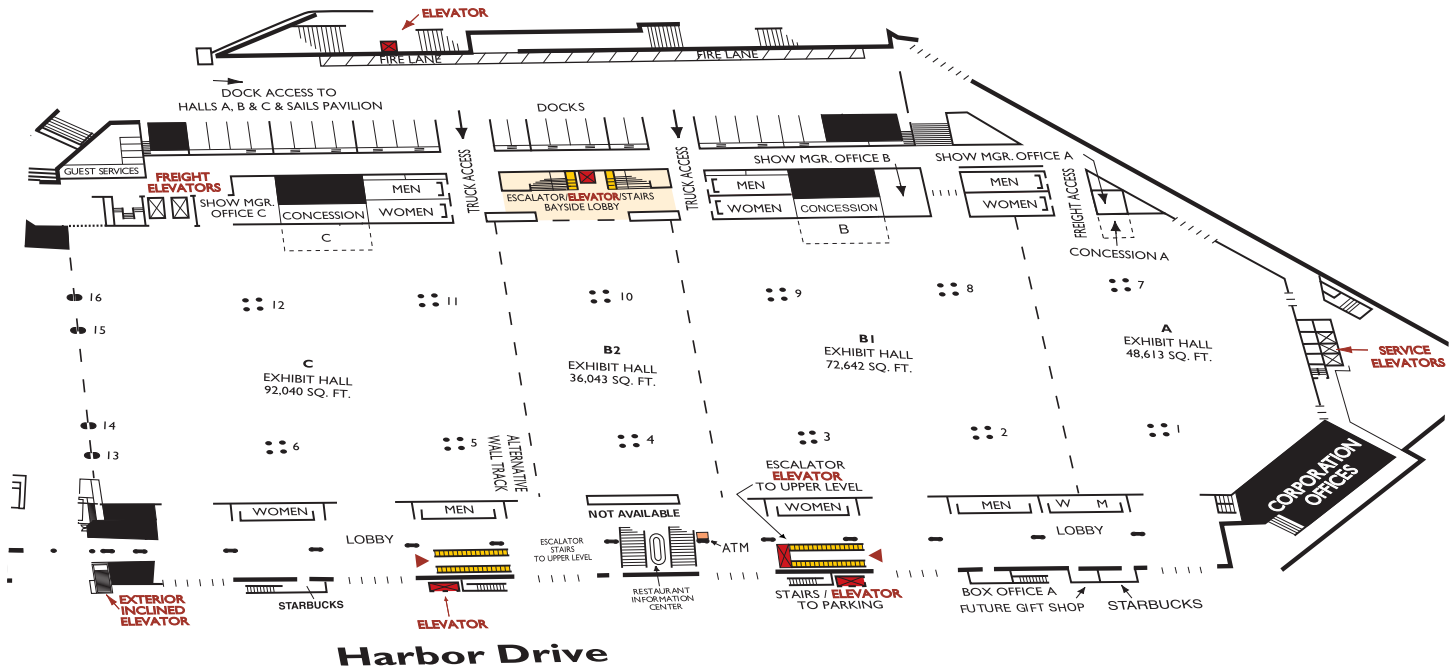 ELEVATOR
FIRE LANE
FIRE LANE
DOCK ACCESS TO
HALLS A, B & C & SAILS PAVILION
DOCKS
GUEST SERVICES
FREIGHT
ELEVATORS
SHOW MGR.
OFFICE C
CONCESSION
MEN
WOMEN
C
TRUCK ACCESS
ESCALATOR/ELEVATOR/STAIRS
BAYSIDE LOBBY
TRUCK ACCESS
SHOW MGR. OFFICE B
MEN
WOMEN
CONCESSION
B
SHOW MGR. OFFICE A
MEN
WOMEN
FREIGHT ACCESS
CONCESSION A
16
12
11
10
9
8
7
15
C
EXHIBIT HALL
92,040 SQ. FT.
B2
EXHIBIT HALL
36,043 SQ. FT.
B1
EXHIBIT HALL
72,642 SQ. FT.
A
EXHIBIT HALL
48,613 SQ. FT.
SERVICE
ELEVATORS
14
13
6
5
4
3
2
1
ALTERNATIVE
WALL TRACK
CORPORATION
OFFICES
ESCALATOR
ELEVATOR
TO UPPER LEVEL
WOMEN
MEN
NOT AVAILABLE
WOMEN
MEN
W M
LOBBY
LOBBY
ESCALATOR
STAIRS
TO UPPER LEVEL
ATM
EXTERIOR
INCLINED
ELEVATOR
STARBUCKS
ELEVATOR
RESTAURANT
INFORMATION
CENTER
STAIRS / ELEVATOR
TO PARKING
BOX OFFICE A
FUTURE GIFT SHOP
STARBUCKS
Harbor Drive